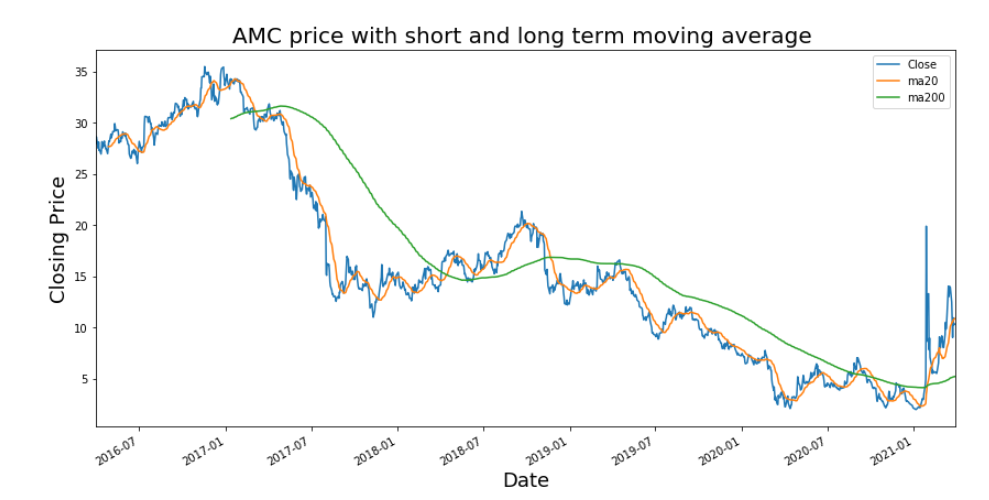 AMC price with short and long term moving average
Close
ma20
ma200
35
30
25
20
15
10
5
Closing Price
2016-07
2017-01
2017-07
2018-01
2018-07
2019-01
2019-07
2020-01
2020-07
2021-01
Date